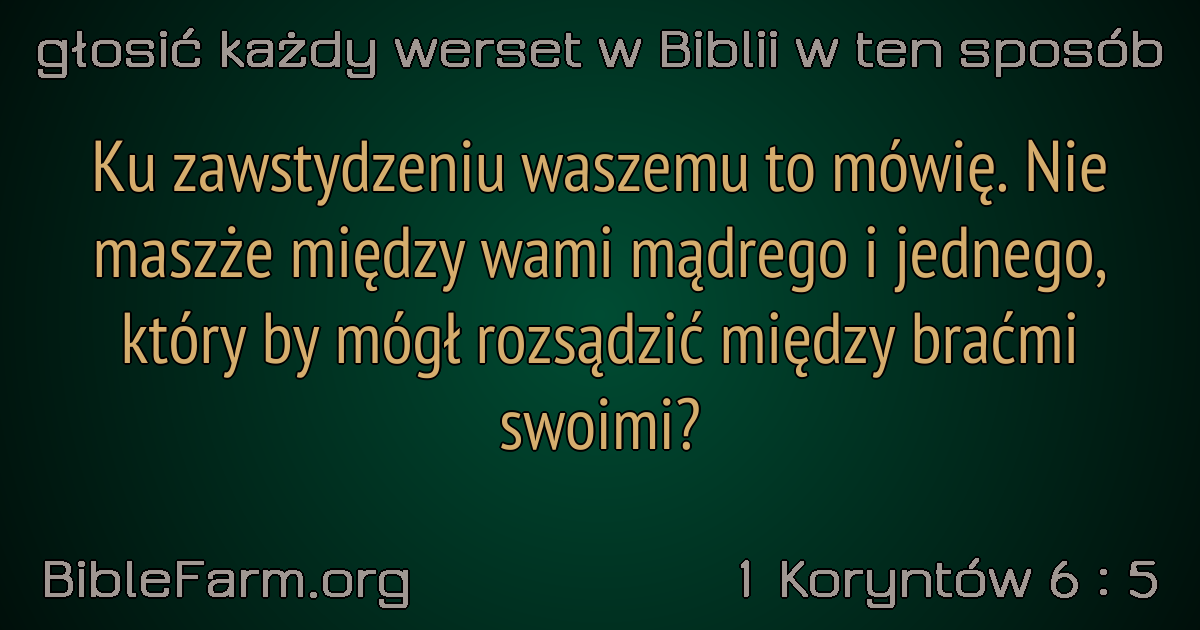 głosić każdy werset w Biblii w ten sposób
Ku zawstydzeniu waszemu to mówię. Nie
maszże między wami mądrego i jednego,
który by mógł rozsądzić między braćmi
swoimi?
BibleFarm.org
1 Koryntów 6 : 5